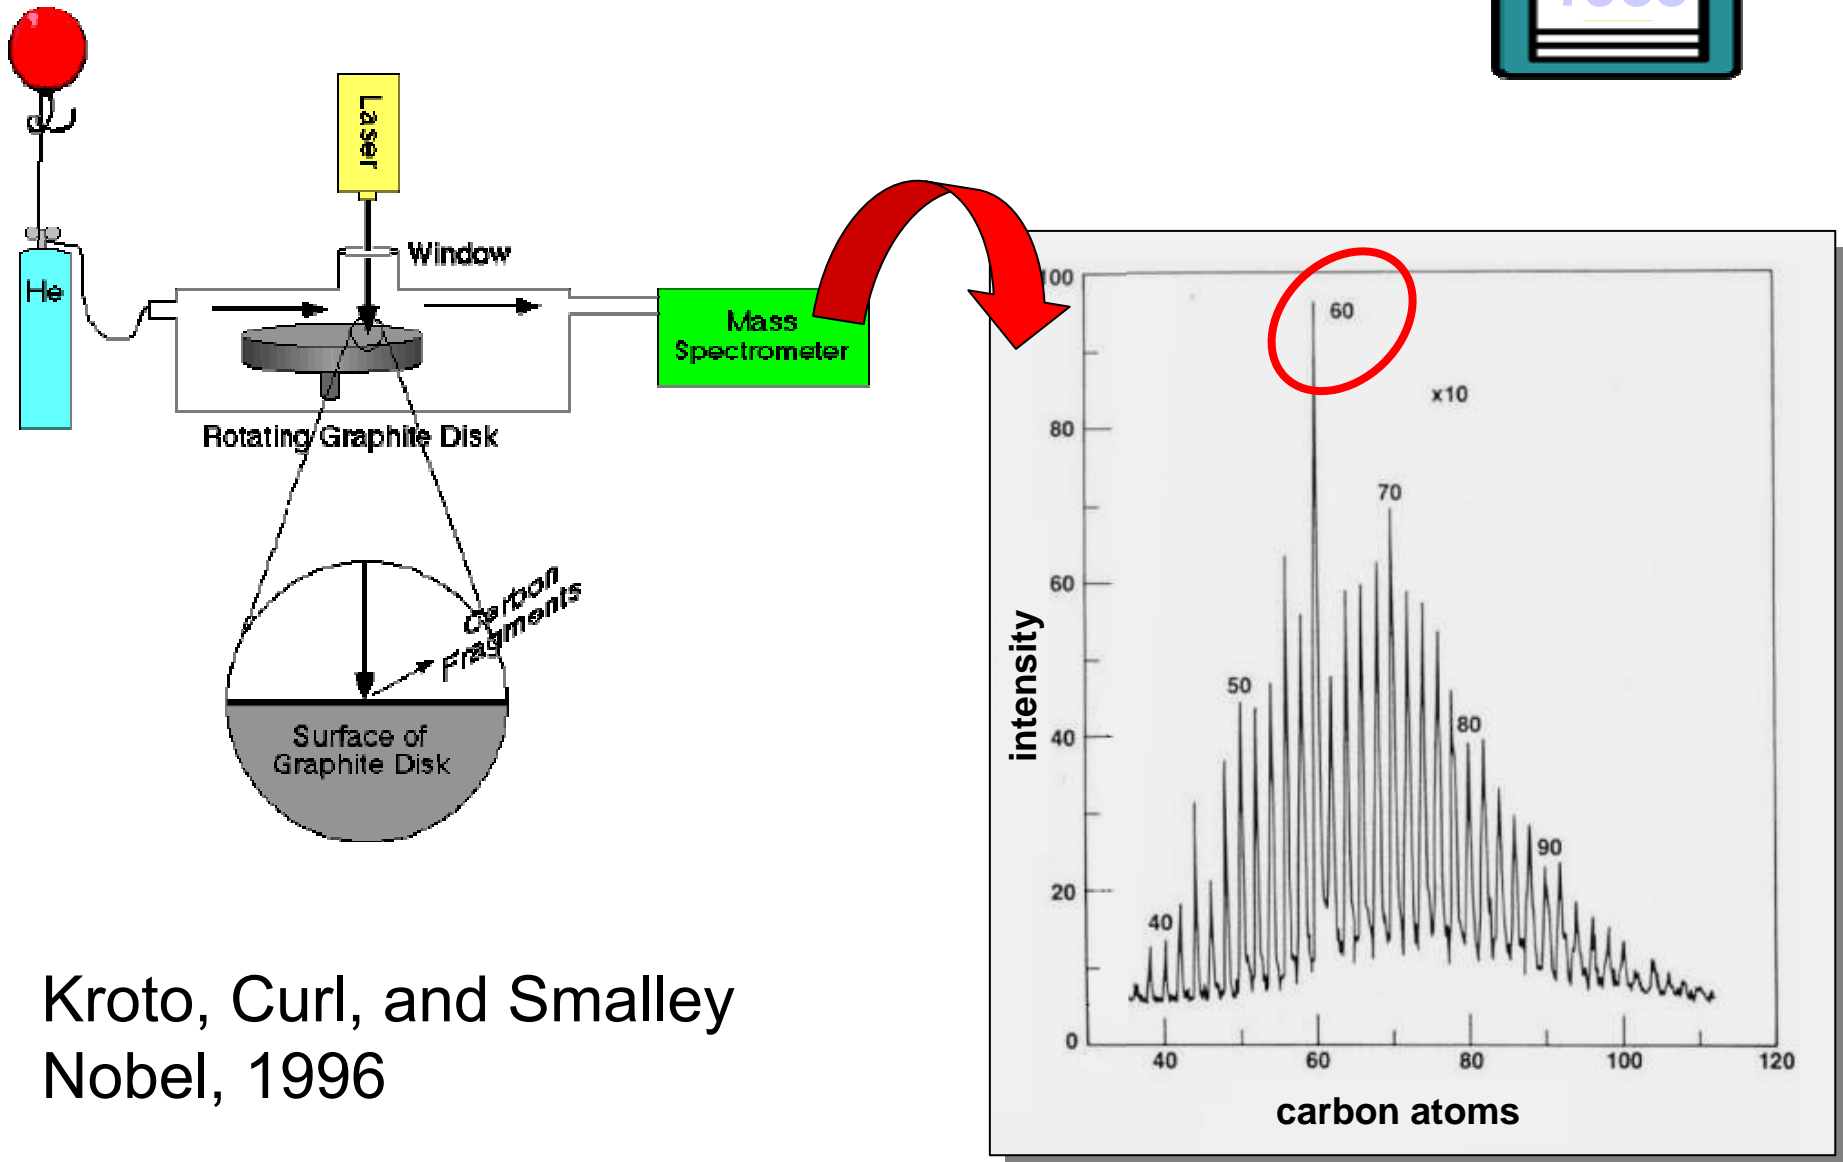 Laser
Window
He
Mass
Spectrometer
Rotating Graphite Disk
Carbon
Fragments
Surface of
Graphite Disk
Kroto, Curl, and Smalley
Nobel, 1996
100
80
60
40
20
0
intensity
60
x10
70
50
80
90
40
40
60
80
100
120
carbon atoms